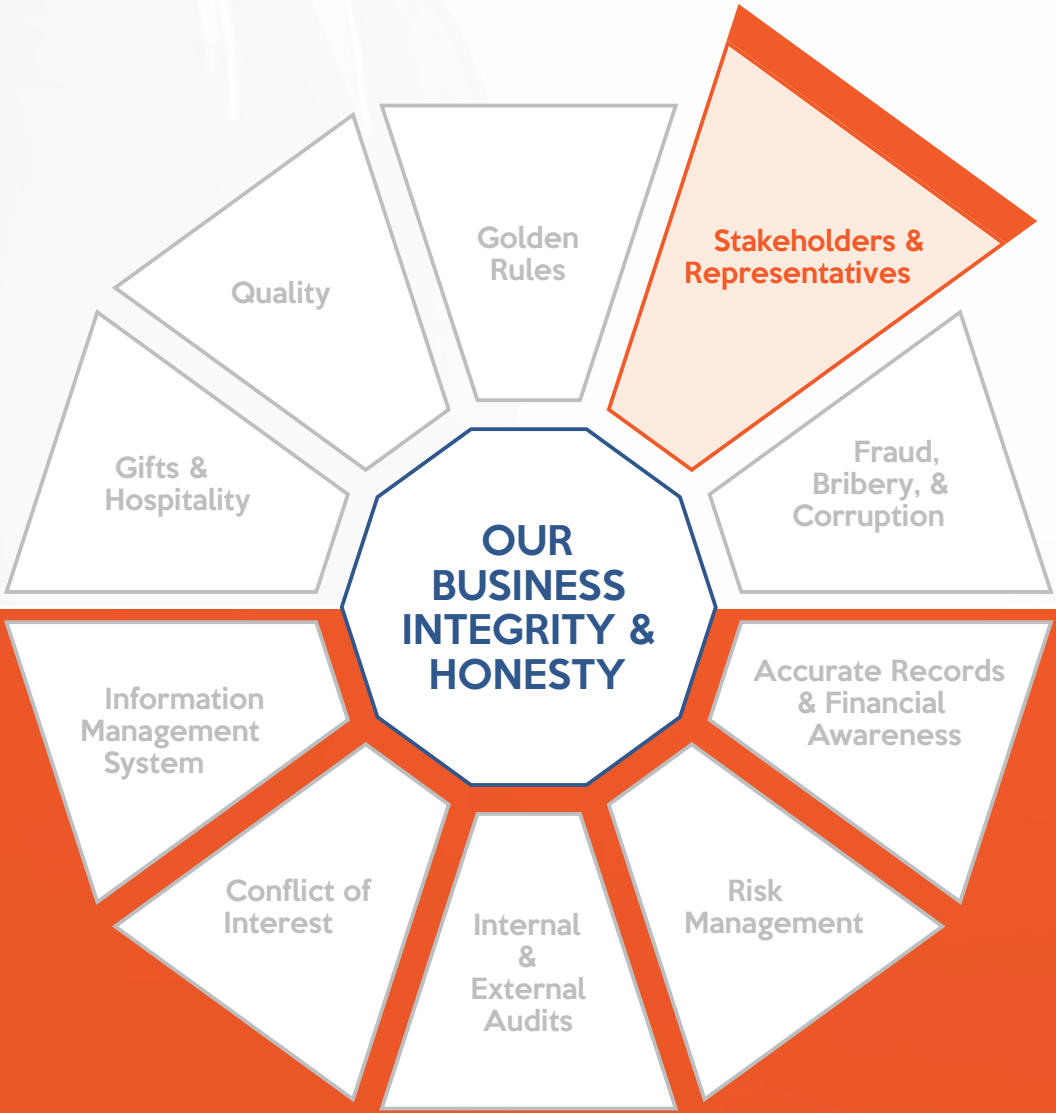 Golden
Rules
Stakeholders &
Representatives
Fraud,
Bribery, &
Corruption
Accurate Records
& Financial
Awareness
Risk
Management
Internal
&
External
Audits
Conflict of
Interest
Information
Management
System
Gifts &
Hospitality
Quality
OUR
BUSINESS
INTEGRITY &
HONESTY